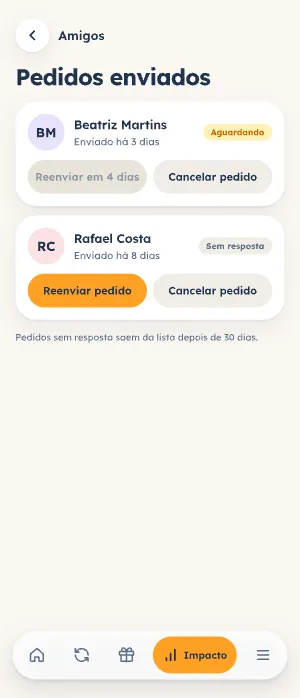 Amigos
Pedidos enviados
BM
Beatriz Martins
Enviado há 3 dias
Aguardando
Reenviar em 4 dias
Cancelar pedido
RC
Rafael Costa
Enviado há 8 dias
Sem resposta
Reenviar pedido
Cancelar pedido
Pedidos sem resposta saem da lista depois de 30 dias.
Impacto